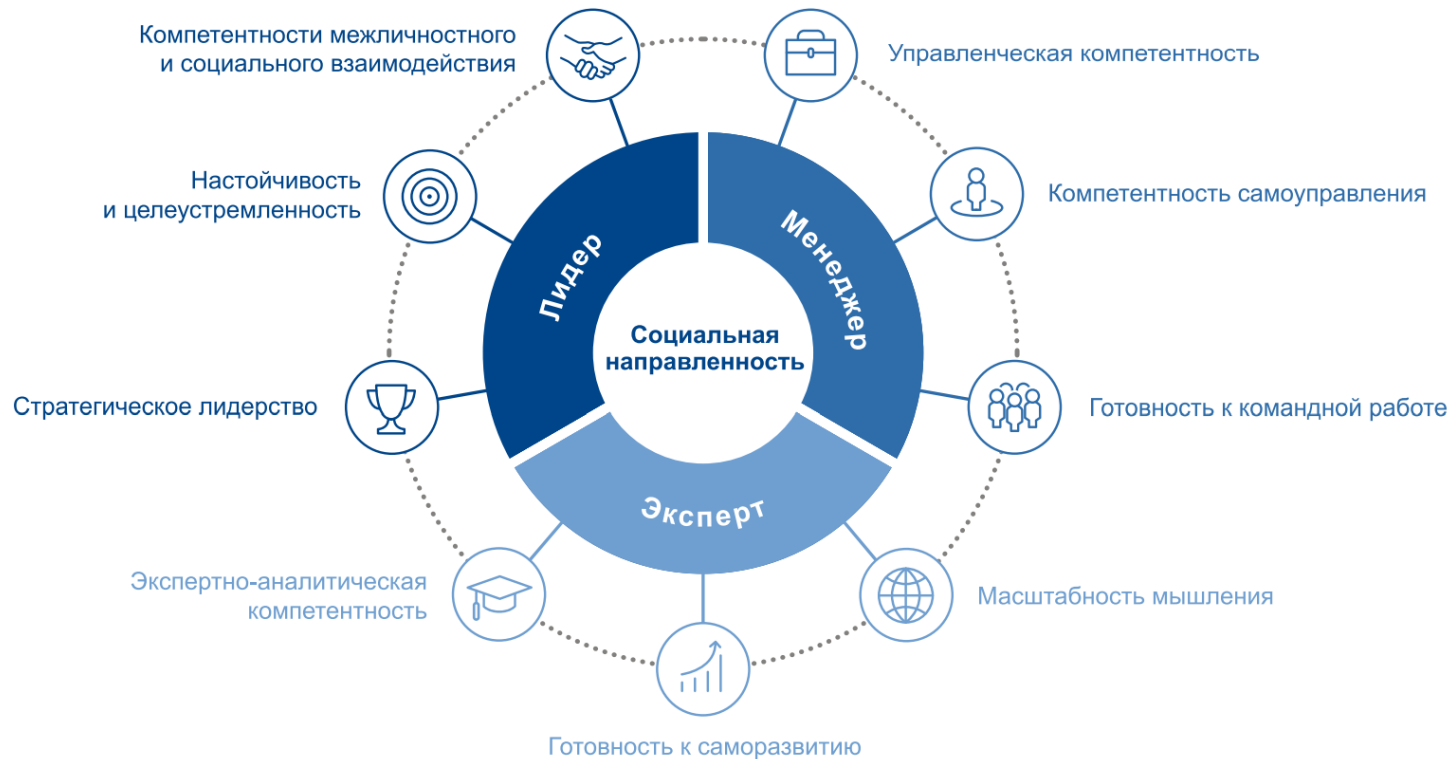 Компетентности межличностного
и социального взаимодействия
Управленческая компетентность
Настойчивость
и целеустремленность
Компетентность самоуправления
Лидер
Менеджер
Социальная
направленность
Стратегическое лидерство
Готовность к командной работе
Эксперт
Экспертно-аналитическая
компетентность
Масштабность мышления
Готовность к саморазвитию